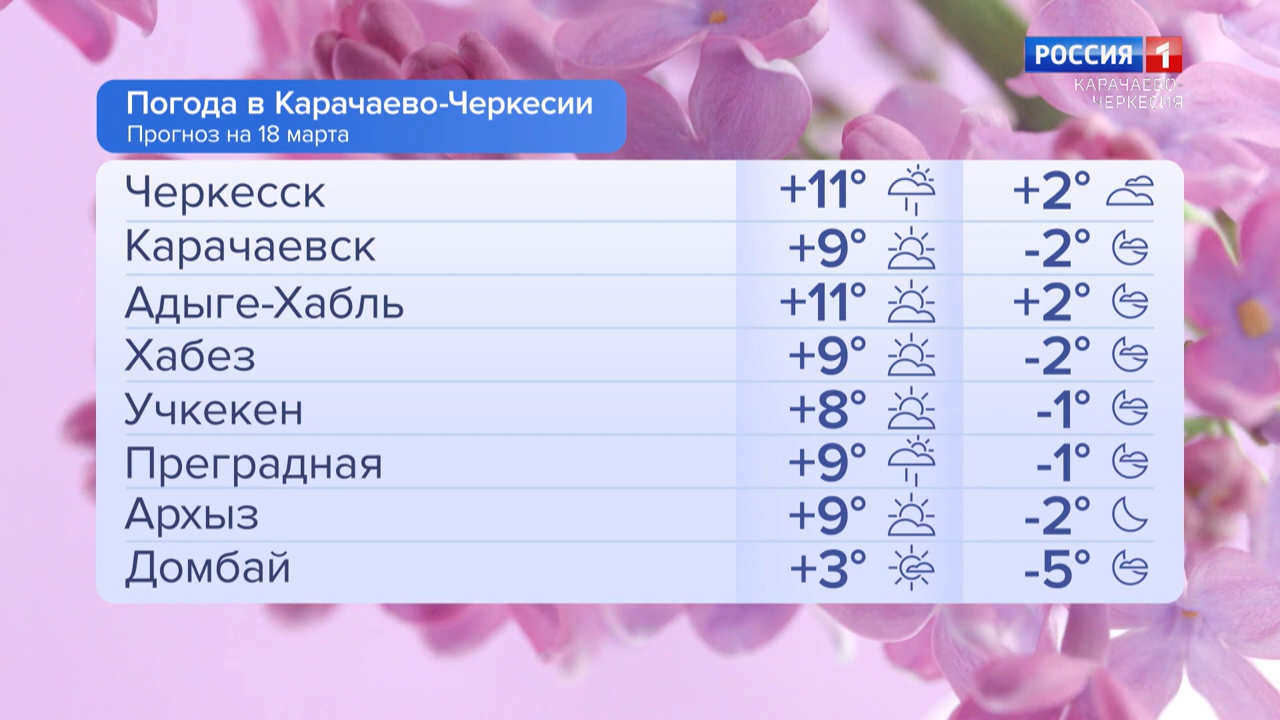 РОССИЯ 1
КАРАЧАЕВО-
ЧЕРКЕСИЯ
Погода в Карачаево-Черкесии
Прогноз на 18 марта
Черкесск +11° +2°
Карачаевск +9° -2°
Адыге-Хабль +11° +2°
Хабез +9° -2°
Учкекен +8° -1°
Преградная +9° -1°
Архыз +9° -2°
Домбай +3° -5°